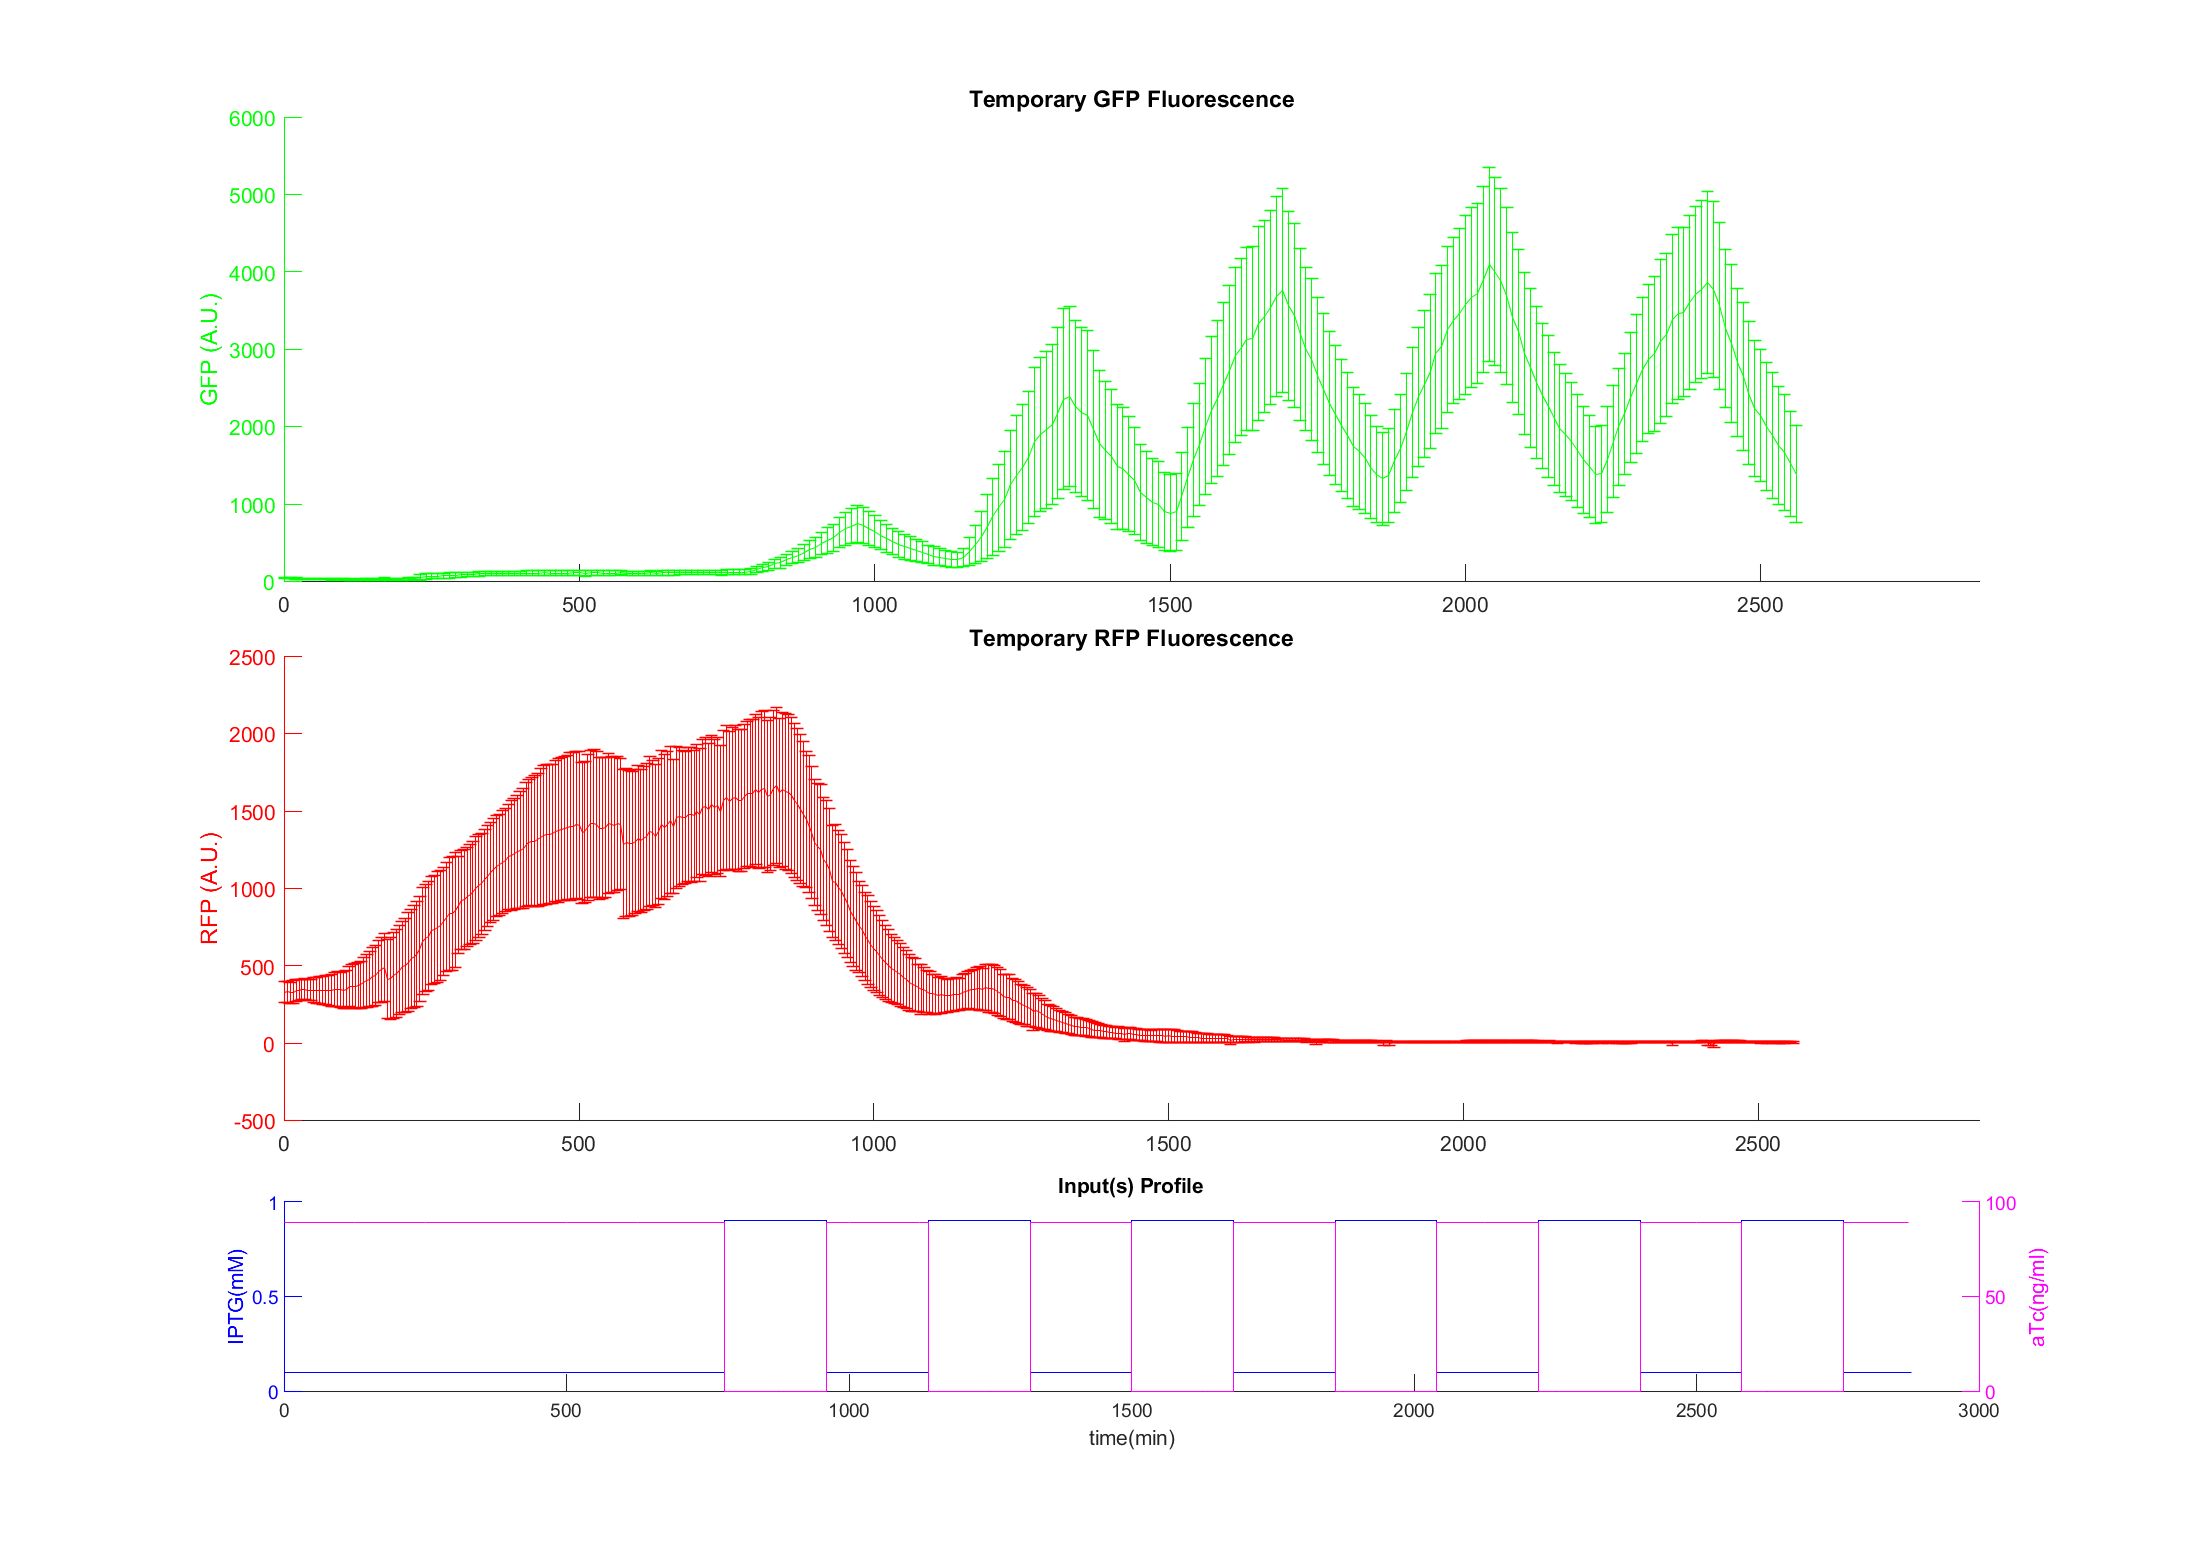 Temporary GFP Fluorescence
6000
5000
4000
3000
2000
1000
0
GFP (A.U.)
0 500 1000 1500 2000 2500
Temporary RFP Fluorescence
2500
2000
1500
1000
500
0
-500
RFP (A.U.)
0 500 1000 1500 2000 2500
Input(s) Profile
1
0.5
0
IPTG(mM)
100
50
0
aTc(ng/ml)
0 500 1000 1500 2000 2500 3000
time(min)